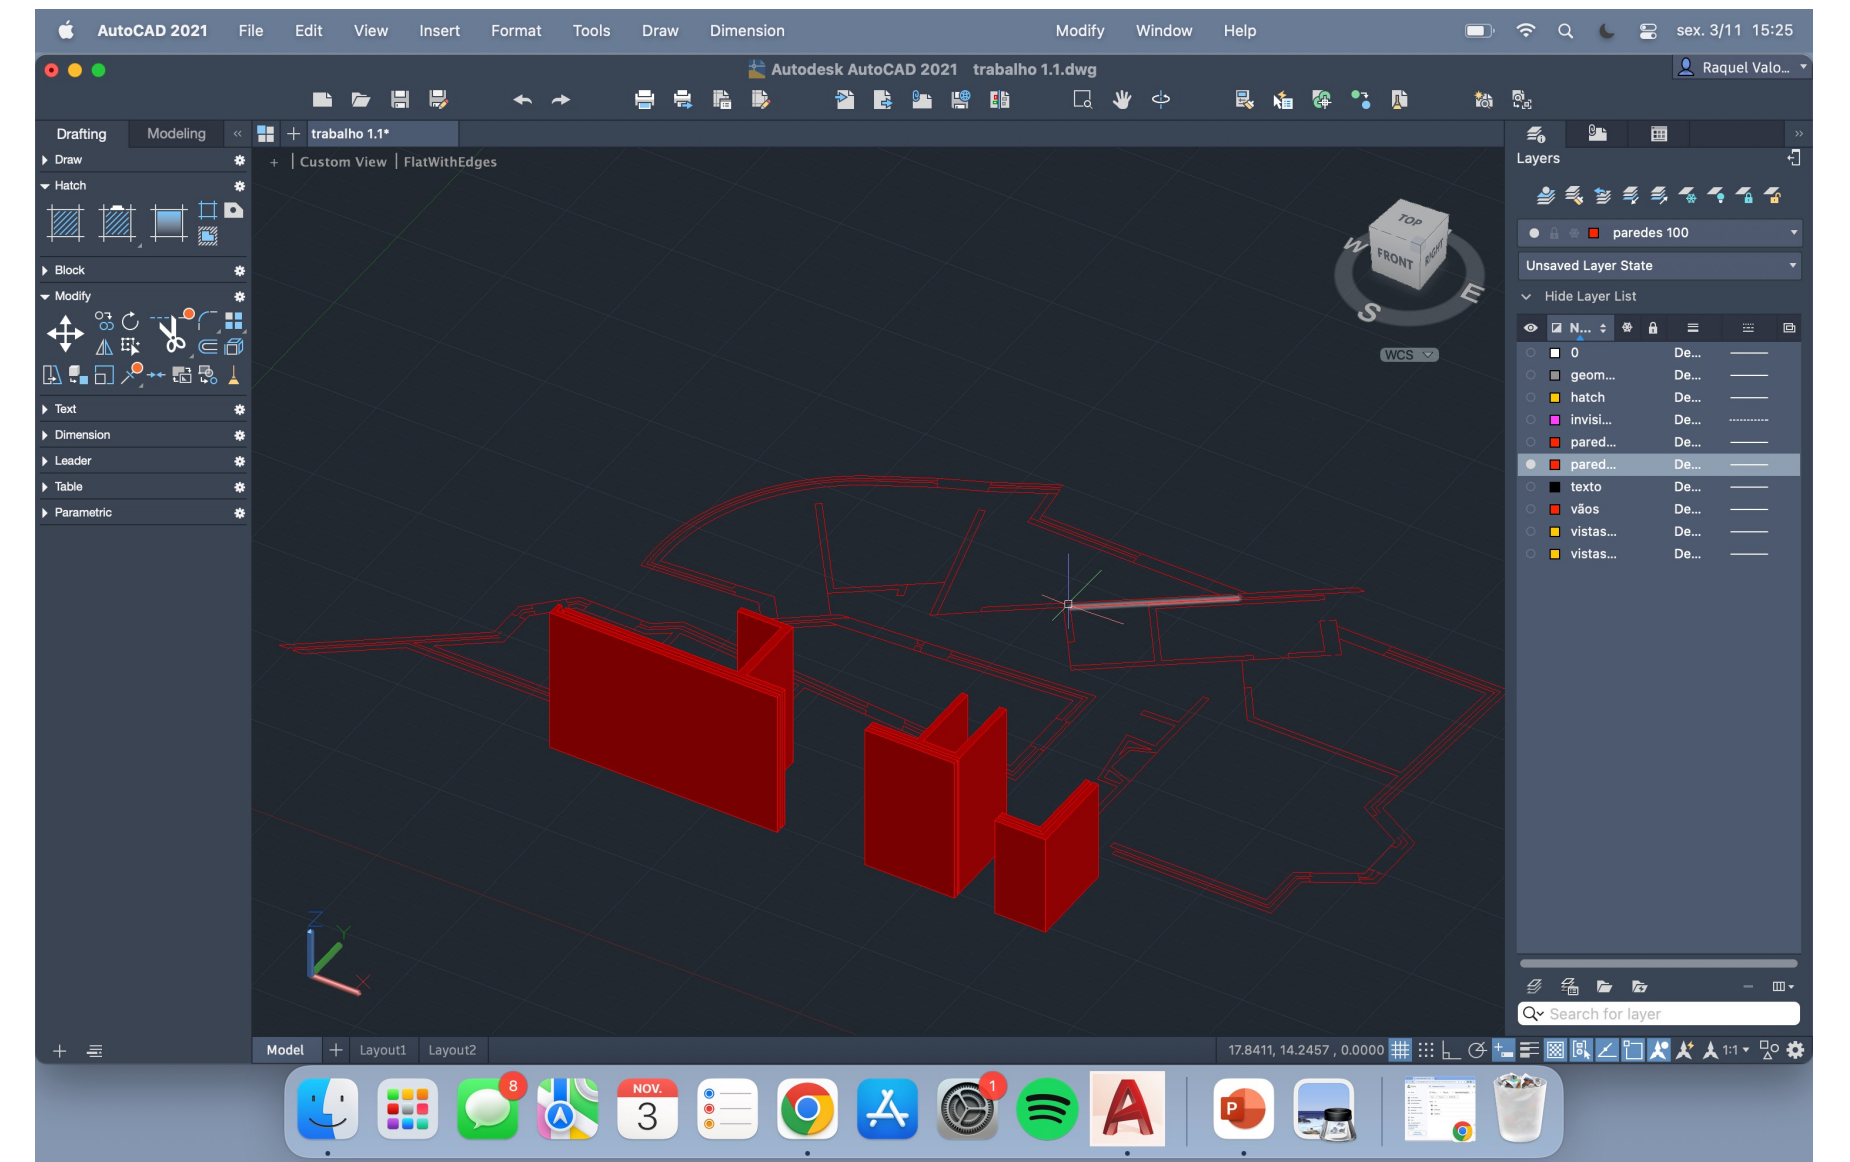 AutoCAD 2021 File Edit View Insert Format Tools Draw Dimension Modify Window Help sex. 3/11 15:25
Autodesk AutoCAD 2021 trabalho 1.1.dwg
Raquel Valo...
Drafting Modeling
trabalho 1.1*
Draw
+ | Custom View | FlatWithEdges
Hatch
Block
Modify
Text
Dimension
Leader
Table
Parametric
TOP
FRONT
RIGHT
W
S
E
WCS
Layers
paredes 100
Unsaved Layer State
Hide Layer List
N...
0 De...
geom... De...
hatch De...
invisi... De...
pared... De...
pared... De...
texto De...
vãos De...
vistas... De...
vistas... De...
Z
Y
X
Search for layer
Model + Layout1 Layout2
17.8411, 14.2457 , 0.0000
1:1
8
NOV.
3
1
P